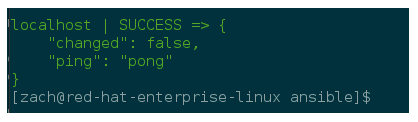 localhost | SUCCESS => {
    "changed": false,
    "ping": "pong"
}
[zach@red-hat-enterprise-linux ansible]$